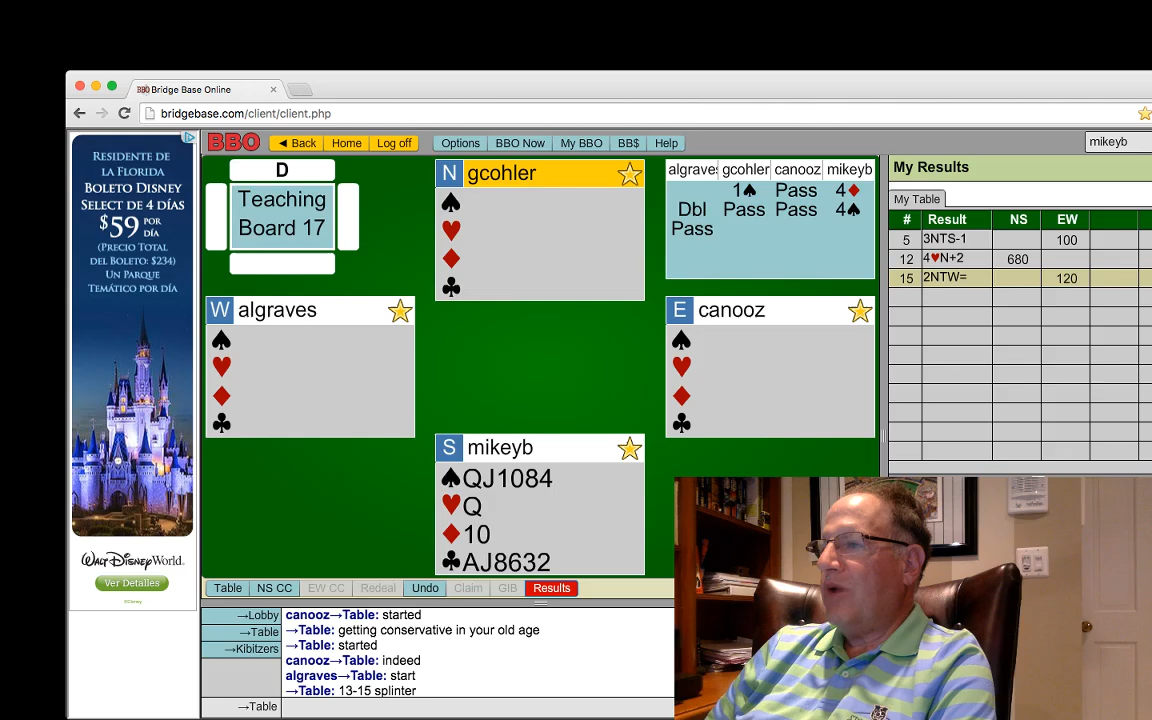 Bridge Base Online
bridgebase.com/client/client.php
RESIDENTE DE
LA FLORIDA
BOLETO DISNEY
SELECT DE 4 DÍAS
$59 POR DÍA
(PRECIO TOTAL
DEL BOLETO: $234)
UN PARQUE
TEMÁTICO POR DÍA
WALT DISNEY World.
Ver Detalles
©Disney
BBO ◄ Back Home Log off Options BBO Now My BBO BB$ Help mikeyb
D
Teaching
Board 17
N gcohler
♠
♥
♦
♣
algraves gcohler canooz mikeyb
1♠ Pass 4♦
Dbl Pass Pass 4♠
Pass
W algraves
♠
♥
♦
♣
E canooz
♠
♥
♦
♣
S mikeyb
♠QJ1084
♥Q
♦10
♣AJ8632
My Results
My Table
# Result NS EW
5 3NTS-1 100
12 4♥N+2 680
15 2NTW= 120
Table NS CC EW CC Redeal Undo Claim GIB Results
→Lobby
→Table
→Kibitzers
canooz→Table: started
→Table: getting conservative in your old age
→Table: started
canooz→Table: indeed
algraves→Table: start
→Table: 13-15 splinter
→Table